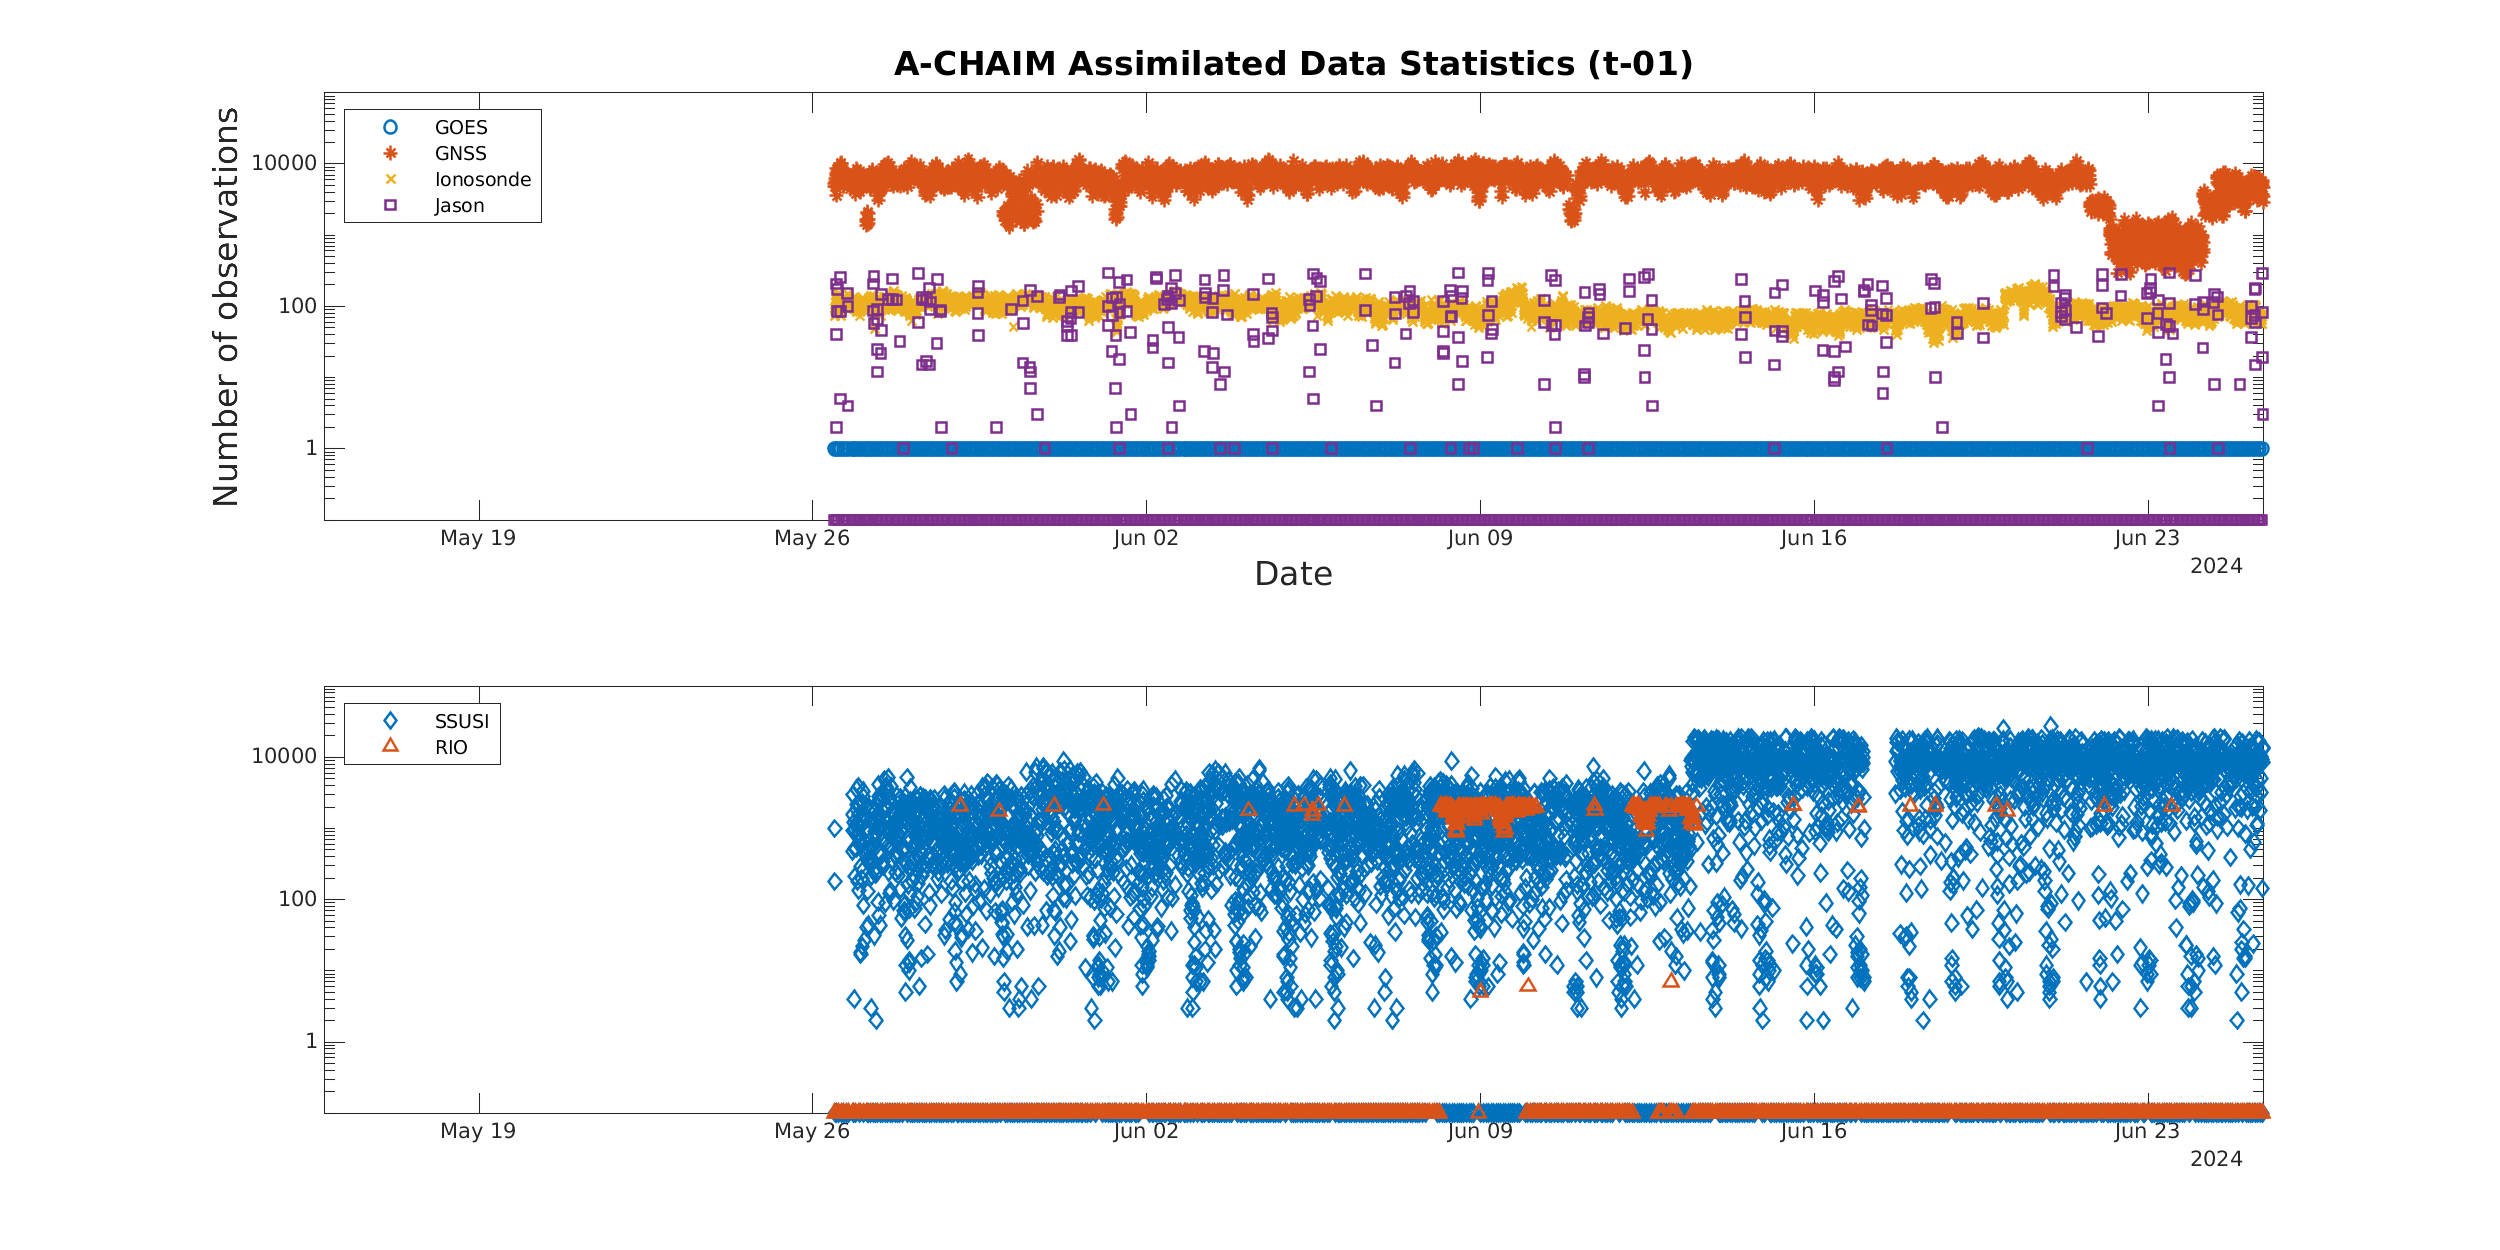 A-CHAIM Assimilated Data Statistics (t-01)
Number of observations
10000
100
1
GOES
GNSS
Ionosonde
Jason
May 19
May 26
Jun 02
Jun 09
Jun 16
Jun 23
Date
2024
10000
100
1
SSUSI
RIO
May 19
May 26
Jun 02
Jun 09
Jun 16
Jun 23
2024